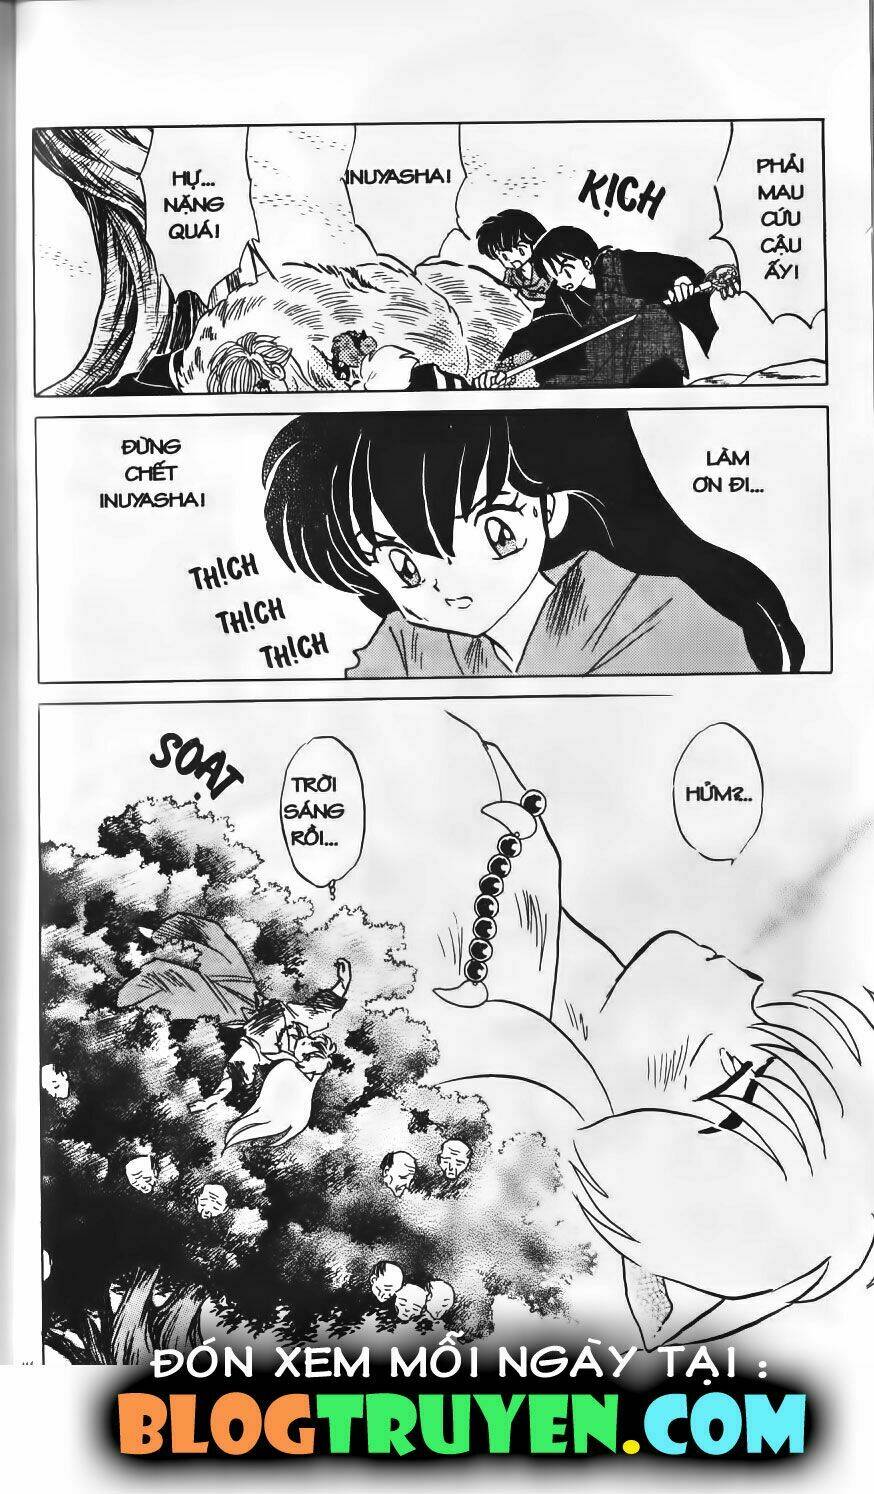 PHẢI
MAU
CỨU
CẬU
ẤY!
KỊCH
INUYASHA!
HỰ...
NẶNG
QUÁ!
LÀM
ƠN ĐI...
ĐỪNG
CHẾT
INUYASHA!
THỊCH
THỊCH
THỊCH
HỬM?...
TRỜI
SÁNG
RỒI...
SOẠT
ĐÓN XEM MỖI NGÀY TẠI :
BLOGTRUYEN.COM